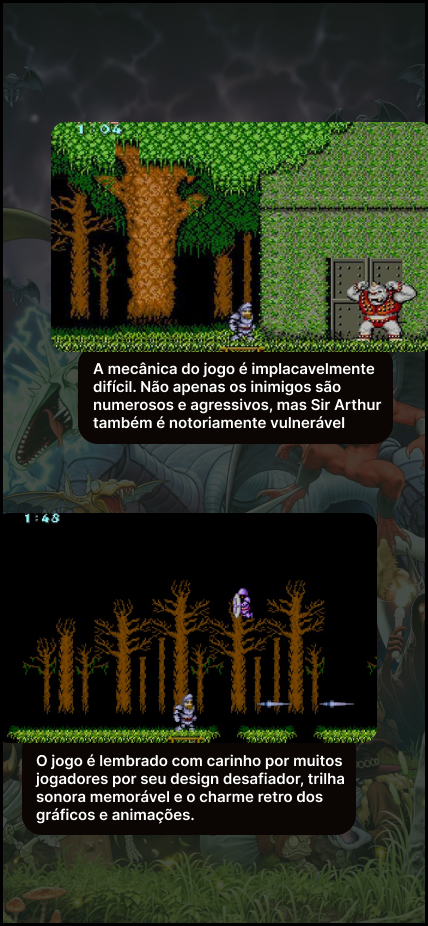 1:04
A mecânica do jogo é implacavelmente
difícil. Não apenas os inimigos são
numerosos e agressivos, mas Sir Arthur
também é notoriamente vulnerável
1:48
O jogo é lembrado com carinho por muitos
jogadores por seu design desafiador, trilha
sonora memorável e o charme retro dos
gráficos e animações.